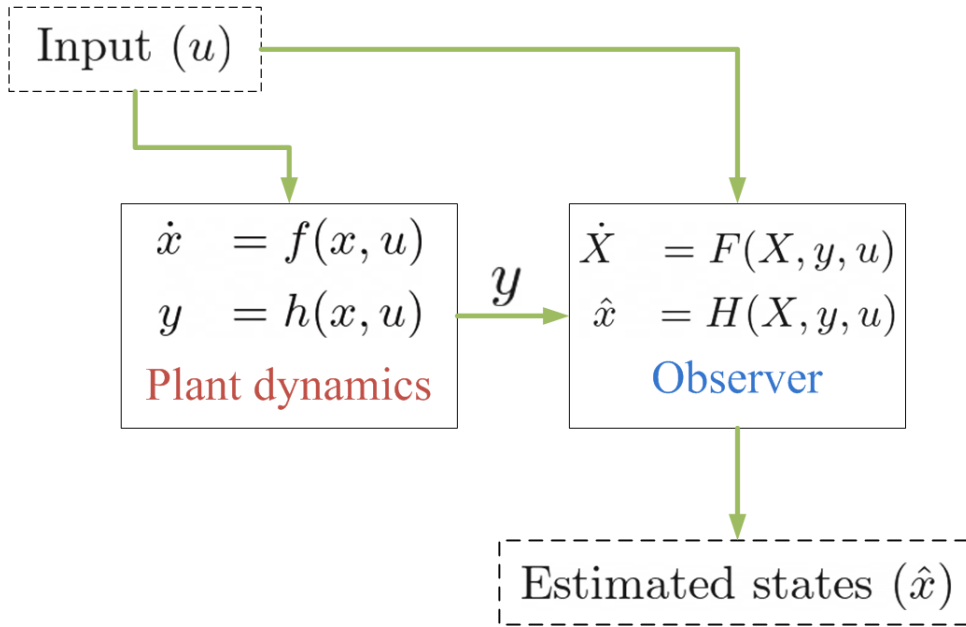 Input (u)
ẋ = f(x, u)
y = h(x, u)
Plant dynamics
y
Ẋ = F(X, y, u)
x̂ = H(X, y, u)
Observer
Estimated states (x̂)